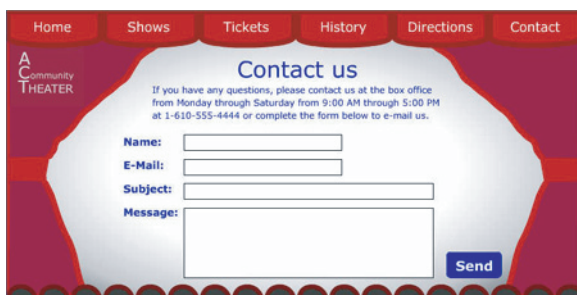 Home Shows Tickets History Directions Contact
A
Community
THEATER
Contact us
If you have any questions, please contact us at the box office
from Monday through Saturday from 9:00 AM through 5:00 PM
at 1-610-555-4444 or complete the form below to e-mail us.
Name:
E-Mail:
Subject:
Message:
Send